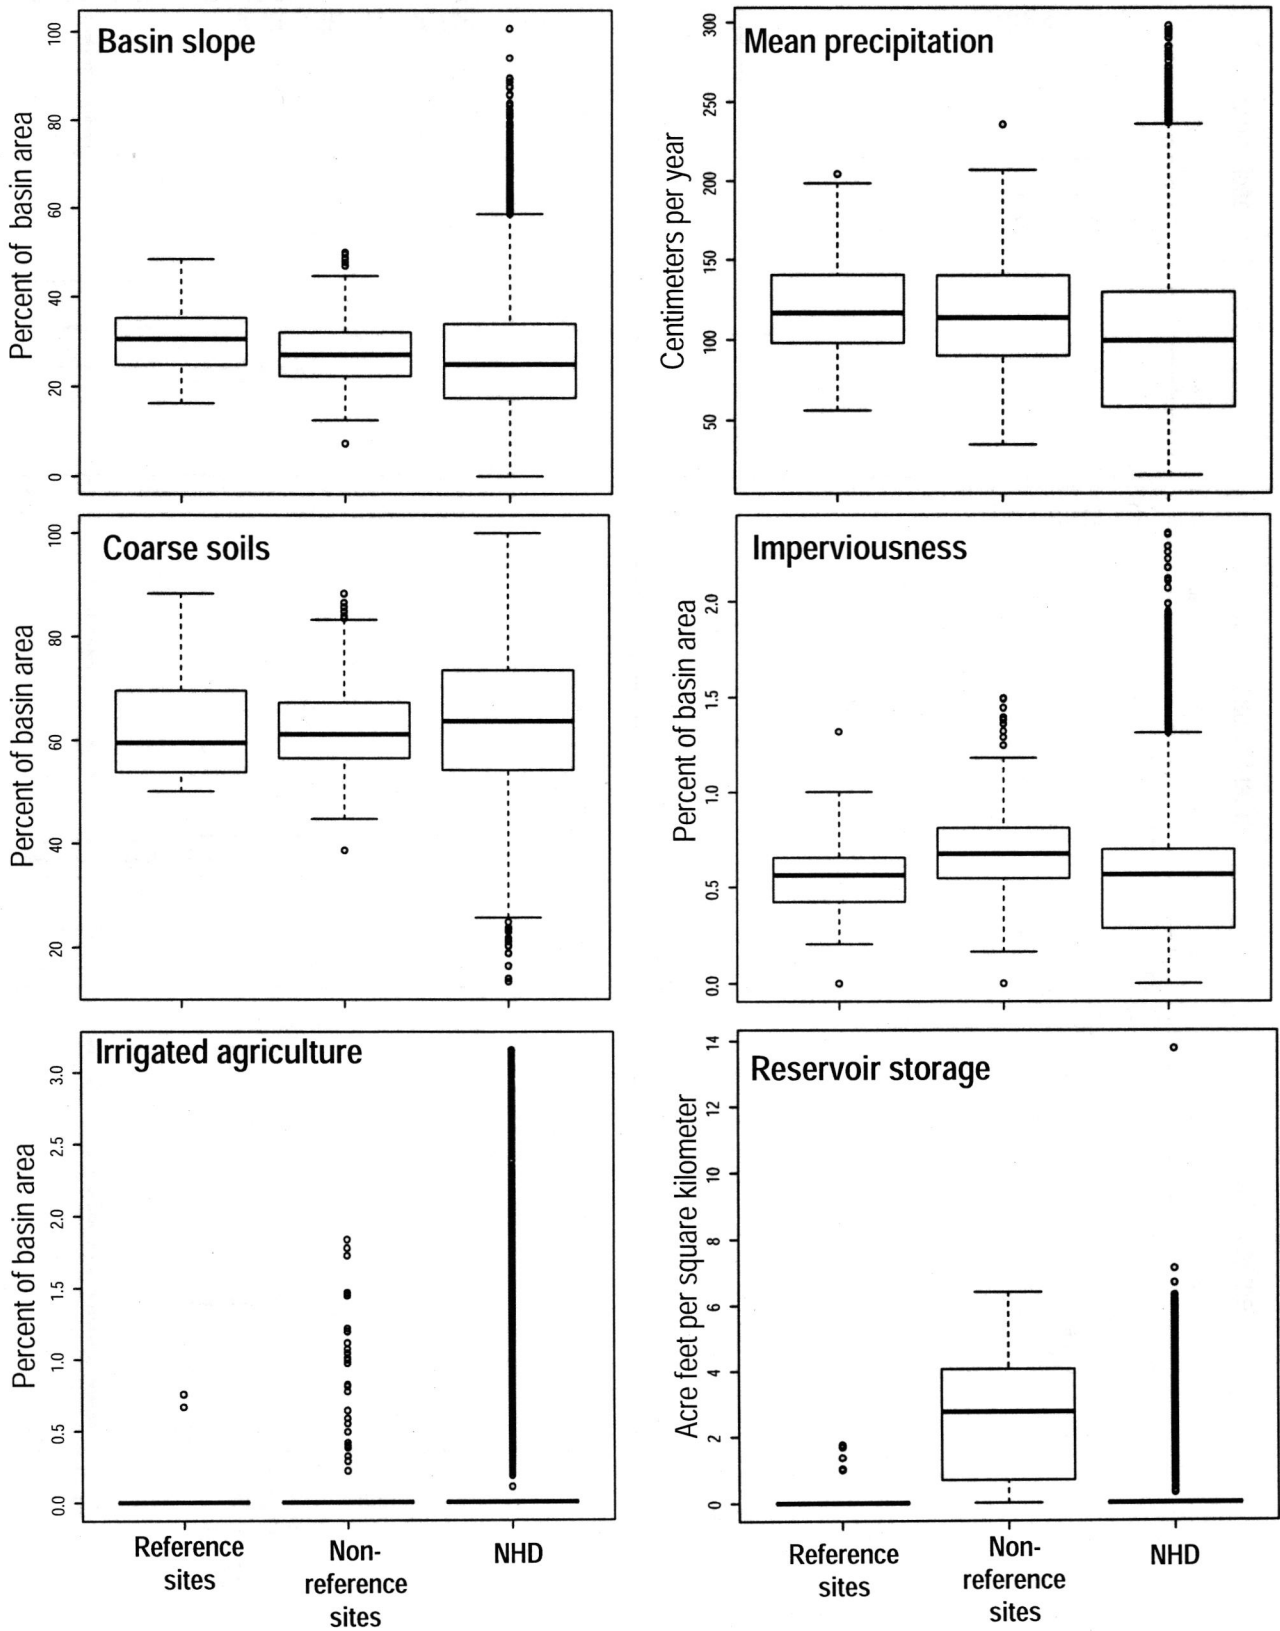 Basin slope
Percent of basin area
100
80
60
40
20
0
Mean precipitation
Centimeters per year
300
250
200
150
100
50
Coarse soils
Percent of basin area
100
80
60
40
20
Imperviousness
Percent of basin area
2.0
1.5
1.0
0.5
0.0
Irrigated agriculture
Percent of basin area
3.0
2.5
2.0
1.5
1.0
0.5
0.0
Reference
sites
Non-
reference
sites
NHD
Reservoir storage
Acre feet per square kilometer
14
12
10
8
6
4
2
0
Reference
sites
Non-
reference
sites
NHD